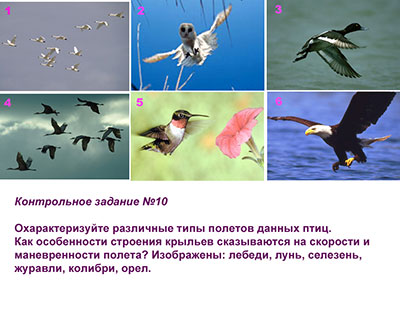 1
2
3
4
5
6
Контрольное задание №10
Охарактеризуйте различные типы полетов данных птиц.
Как особенности строения крыльев сказываются на скорости и
маневренности полета? Изображены: лебеди, лунь, селезень,
журавли, колибри, орел.